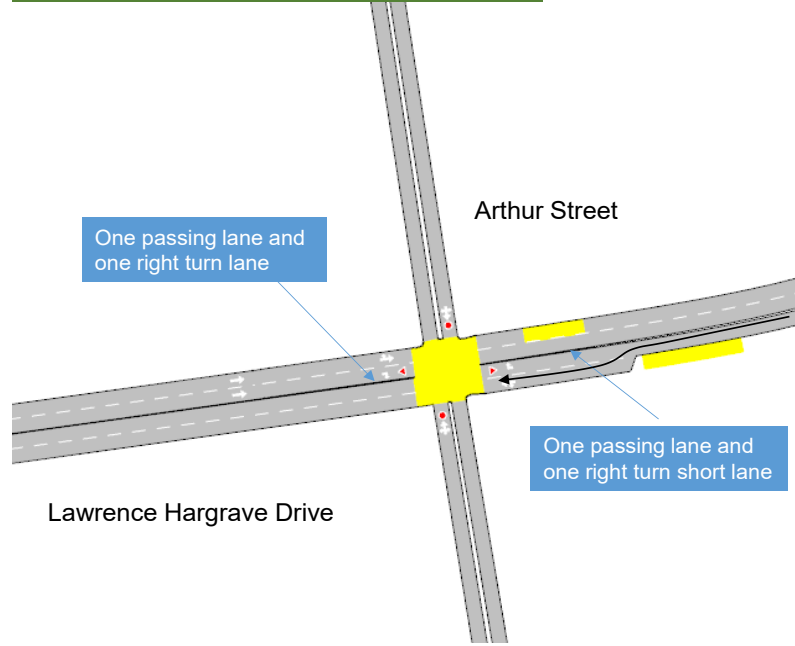 Arthur Street
One passing lane and
one right turn lane
One passing lane and
one right turn short lane
Lawrence Hargrave Drive